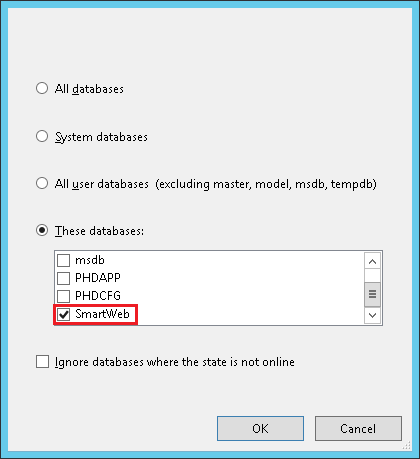 All databases
System databases
All user databases (excluding master, model, msdb, tempdb)
These databases:
msdb
PHDAPP
PHDCFG
SmartWeb
Ignore databases where the state is not online
OK
Cancel